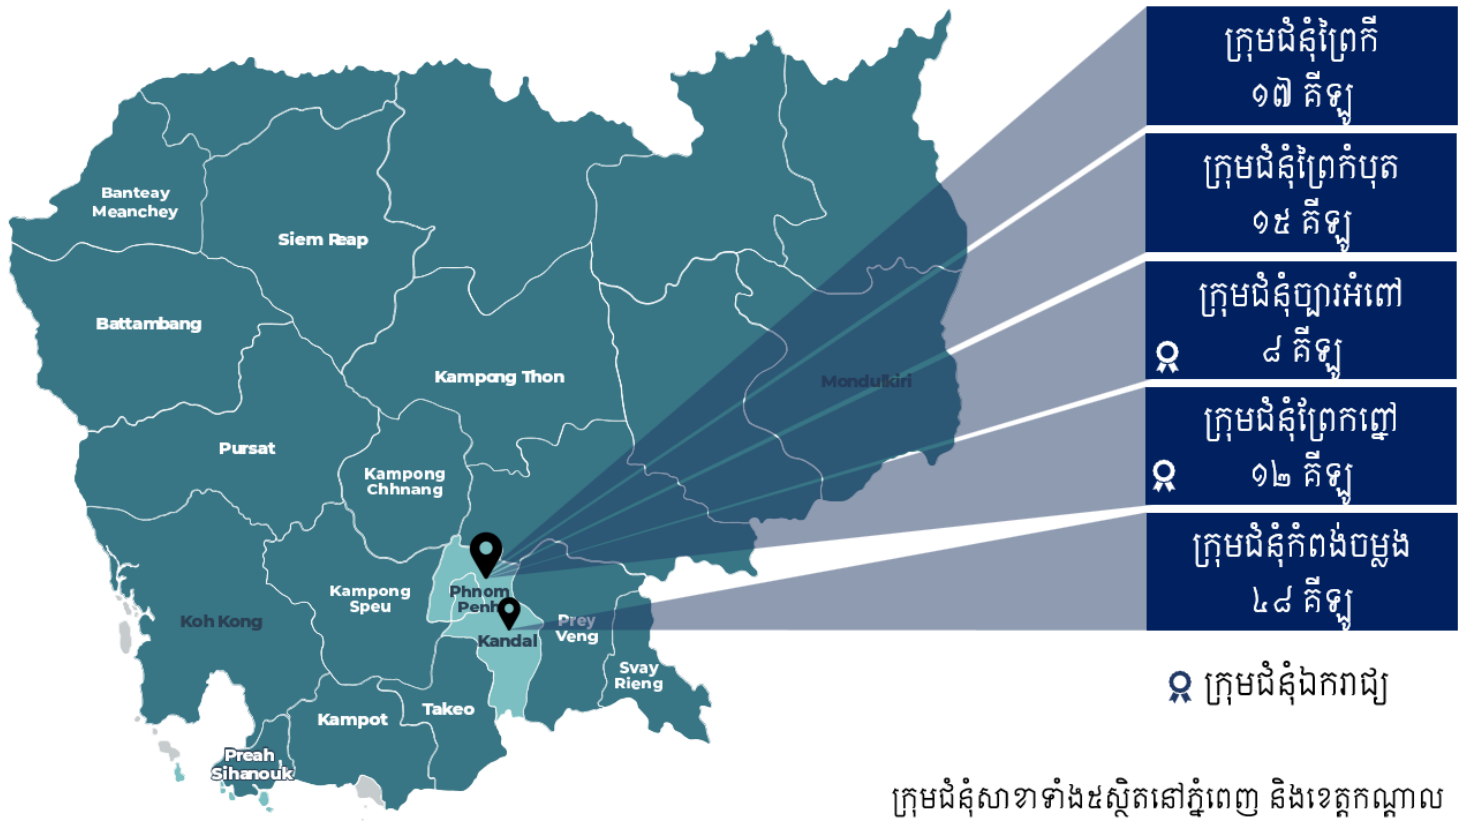 ក្រុមជំនុំព្រៃកី
១៧ គីឡូ
ក្រុមជំនុំព្រៃកំបុត
១៥ គីឡូ
ក្រុមជំនុំច្បារអំពៅ
៨ គីឡូ
ក្រុមជំនុំព្រែកញៅ
១២ គីឡូ
ក្រុមជំនុំកំពង់ចម្លង
៤៨ គីឡូ
ក្រុមជំនុំឯករាជ្យ
ក្រុមជំនុំសាខាទាំង៥ស្ថិតនៅភ្នំពេញ និងខេត្តកណ្តាល
Banteay
Meanchey
Siem Reap
Battambang
Kampong Thon
Mondulkiri
Pursat
Kampong
Chhnang
Kampong
Speu
Phnom
Penh
Koh Kong
Kandal
Prey
Veng
Svay
Rieng
Takeo
Kampot
Preah
Sihanouk